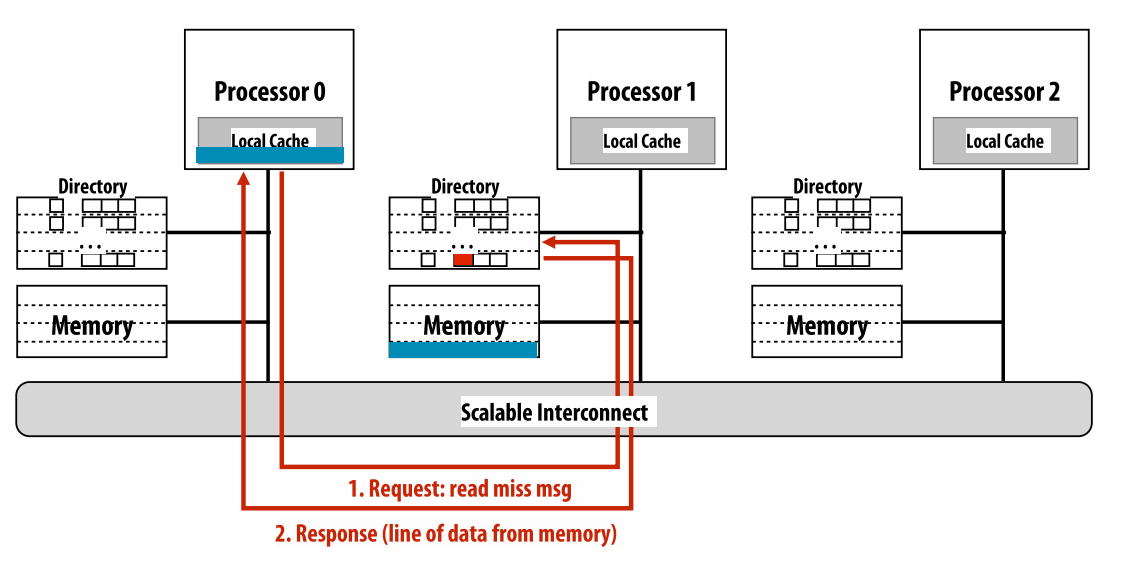 Processor 0
Local Cache
Processor 1
Local Cache
Processor 2
Local Cache
Directory
...
Directory
...
Directory
...
Memory
Memory
Memory
Scalable Interconnect
1. Request: read miss msg
2. Response (line of data from memory)